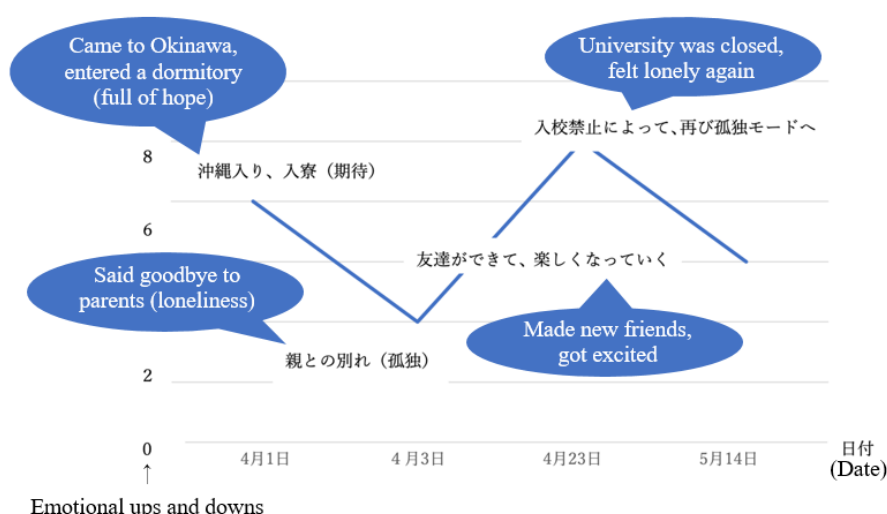 Came to Okinawa,
entered a dormitory
(full of hope)
University was closed,
felt lonely again
入校禁止によって、再び孤独モードへ
8
沖縄入り、入寮（期待）
6
友達ができて、楽しくなっていく
Said goodbye to
parents (loneliness)
Made new friends,
got excited
親との別れ（孤独）
2
0
4月1日
4月3日
4月23日
5月14日
日付
(Date)
↑
Emotional ups and downs